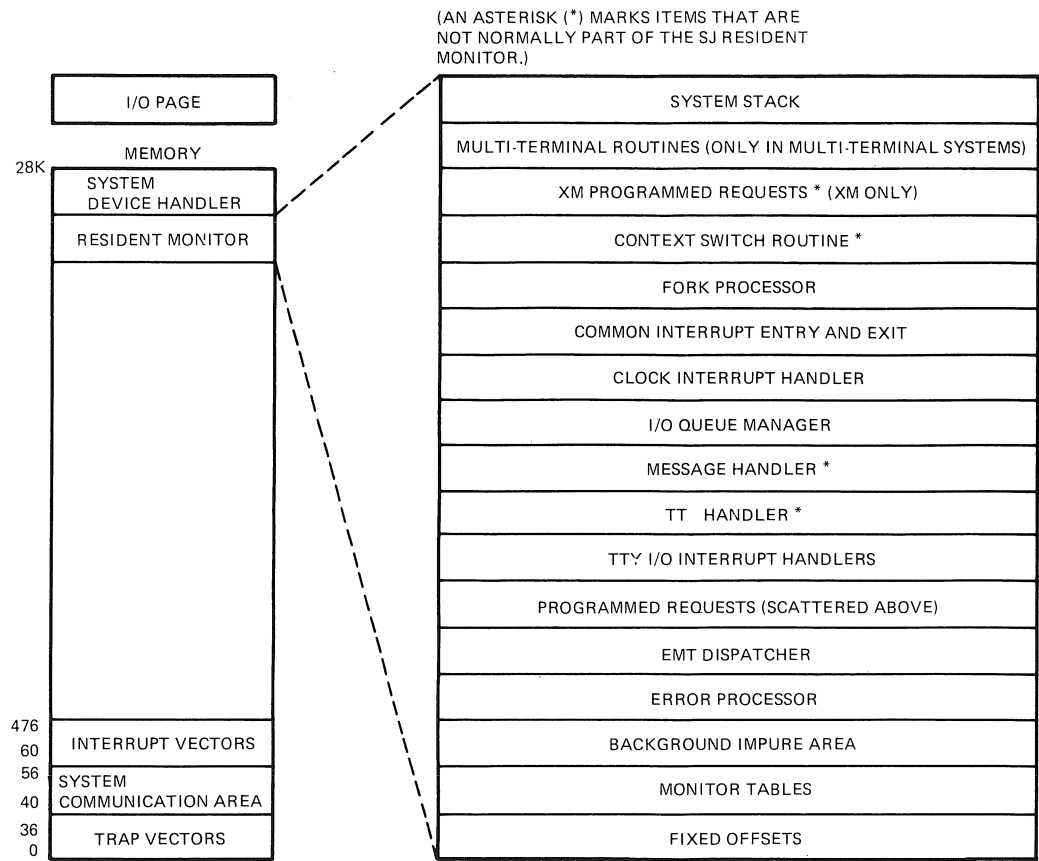 (AN ASTERISK (*) MARKS ITEMS THAT ARE
NOT NORMALLY PART OF THE SJ RESIDENT
MONITOR.)
I/O PAGE
MEMORY
28K
SYSTEM
DEVICE HANDLER
RESIDENT MONITOR
476
60
INTERRUPT VECTORS
56
40
SYSTEM
COMMUNICATION AREA
36
0
TRAP VECTORS
SYSTEM STACK
MULTI-TERMINAL ROUTINES (ONLY IN MULTI-TERMINAL SYSTEMS)
XM PROGRAMMED REQUESTS * (XM ONLY)
CONTEXT SWITCH ROUTINE *
FORK PROCESSOR
COMMON INTERRUPT ENTRY AND EXIT
CLOCK INTERRUPT HANDLER
I/O QUEUE MANAGER
MESSAGE HANDLER *
TT HANDLER *
TTY I/O INTERRUPT HANDLERS
PROGRAMMED REQUESTS (SCATTERED ABOVE)
EMT DISPATCHER
ERROR PROCESSOR
BACKGROUND IMPURE AREA
MONITOR TABLES
FIXED OFFSETS